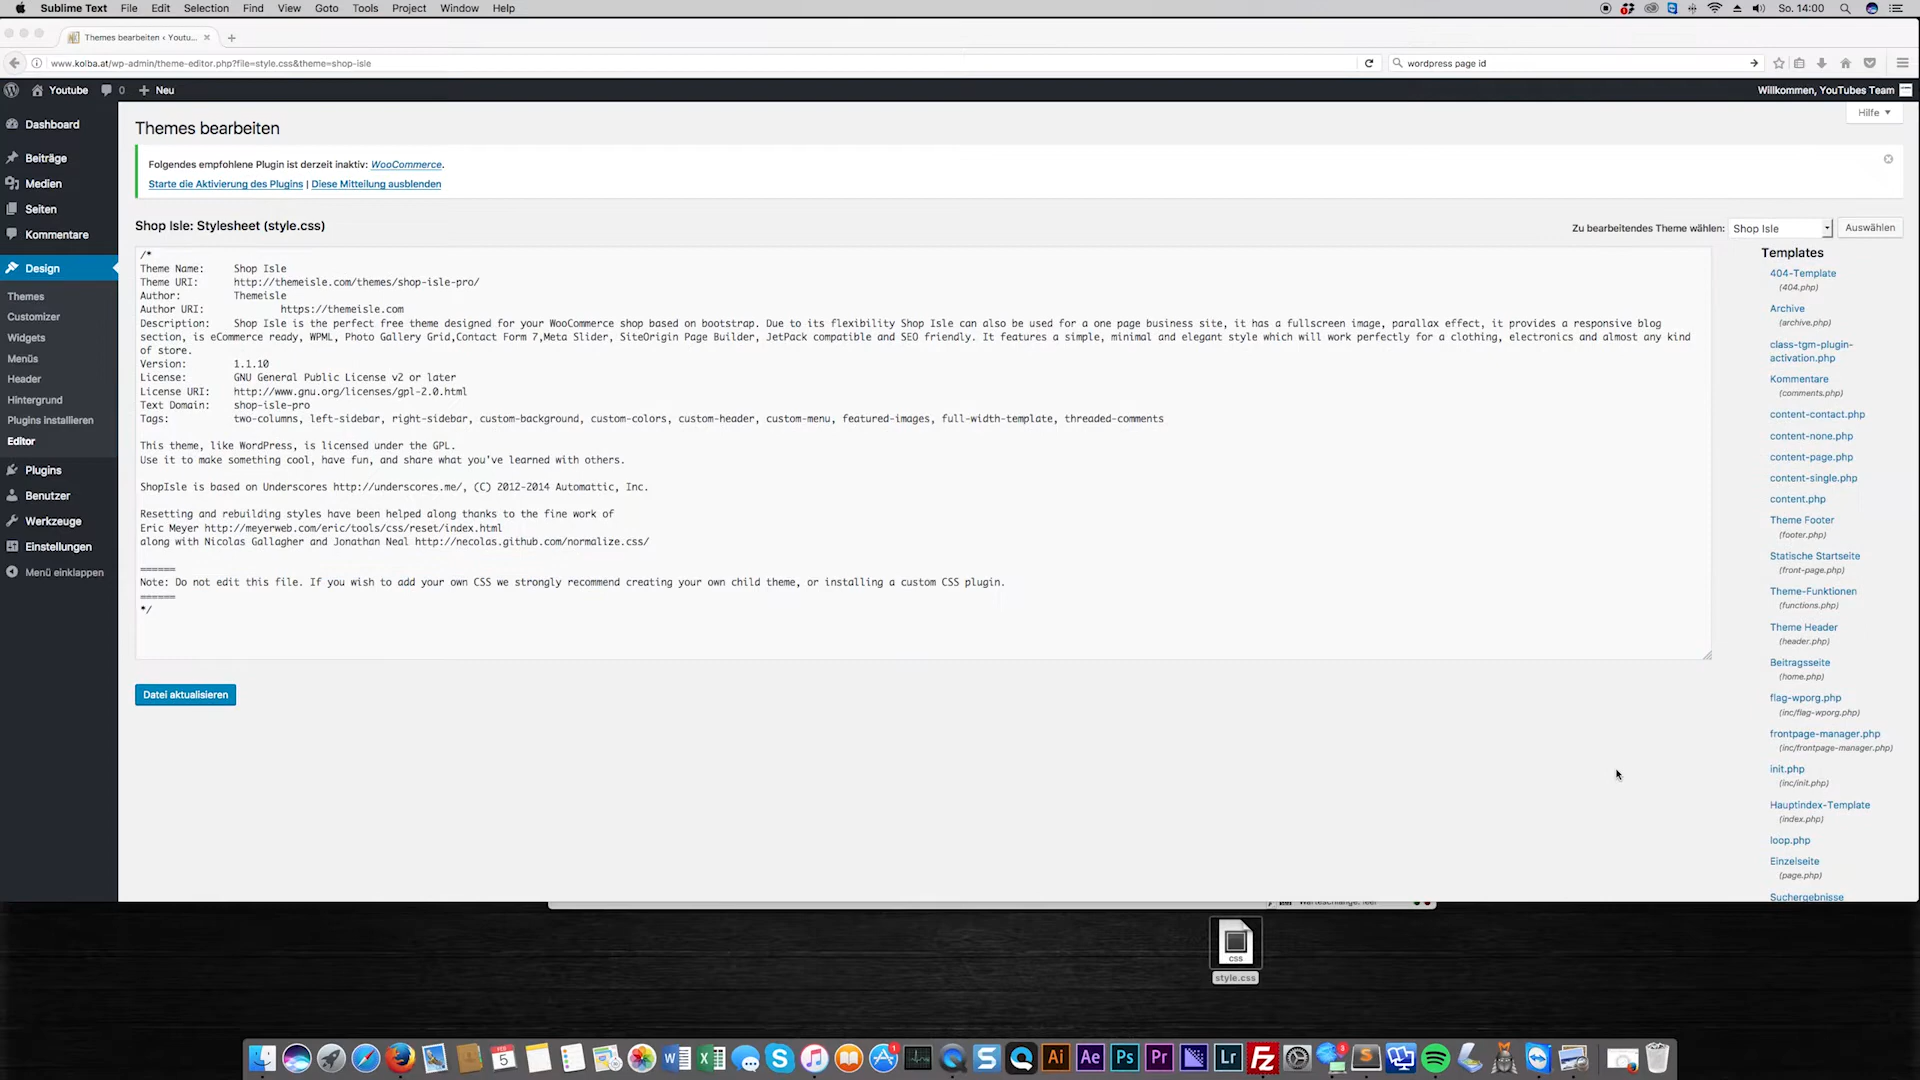 Sublime Text File Edit Selection Find View Goto Tools Project Window Help So. 14:00
Themes bearbeiten ‹ Youtu...
www.kolba.at/wp-admin/theme-editor.php?file=style.css&theme=shop-isle
wordpress page id
Youtube 0 Neu
Willkommen, YouTubes Team
Dashboard
Beiträge
Medien
Seiten
Kommentare
Design
Themes
Customizer
Widgets
Menüs
Header
Hintergrund
Plugins installieren
Editor
Plugins
Benutzer
Werkzeuge
Einstellungen
Menü einklappen
Hilfe
Themes bearbeiten
Folgendes empfohlene Plugin ist derzeit inaktiv: WooCommerce.
Starte die Aktivierung des Plugins | Diese Mitteilung ausblenden
Shop Isle: Stylesheet (style.css)
Zu bearbeitendes Theme wählen: Shop Isle Auswählen
/*
Theme Name: Shop Isle
Theme URI: http://themeisle.com/themes/shop-isle-pro/
Author: Themeisle
Author URI: https://themeisle.com
Description: Shop Isle is the perfect free theme designed for your WooCommerce shop based on bootstrap. Due to its flexibility Shop Isle can also be used for a one page business site, it has a fullscreen image, parallax effect, it provides a responsive blog
section, is eCommerce ready, WPML, Photo Gallery Grid,Contact Form 7,Meta Slider, SiteOrigin Page Builder, JetPack compatible and SEO friendly. It features a simple, minimal and elegant style which will work perfectly for a clothing, electronics and almost any kind
of store.
Version: 1.1.10
License: GNU General Public License v2 or later
License URI: http://www.gnu.org/licenses/gpl-2.0.html
Text Domain: shop-isle-pro
Tags: two-columns, left-sidebar, right-sidebar, custom-background, custom-colors, custom-header, custom-menu, featured-images, full-width-template, threaded-comments
This theme, like WordPress, is licensed under the GPL.
Use it to make something cool, have fun, and share what you've learned with others.
ShopIsle is based on Underscores http://underscores.me/, (C) 2012-2014 Automattic, Inc.
Resetting and rebuilding styles have been helped along thanks to the fine work of
Eric Meyer http://meyerweb.com/eric/tools/css/reset/index.html
along with Nicolas Gallagher and Jonathan Neal http://necolas.github.com/normalize.css/
======
Note: Do not edit this file. If you wish to add your own CSS we strongly recommend creating your own child theme, or installing a custom CSS plugin.
======
*/
Datei aktualisieren
Templates
404-Template
(404.php)
Archive
(archive.php)
class-tgm-plugin-
activation.php
Kommentare
(comments.php)
content-contact.php
content-none.php
content-page.php
content-single.php
content.php
Theme Footer
(footer.php)
Statische Startseite
(front-page.php)
Theme-Funktionen
(functions.php)
Theme Header
(header.php)
Beitragsseite
(home.php)
flag-wporg.php
(inc/flag-wporg.php)
frontpage-manager.php
(inc/frontpage-manager.php)
init.php
(inc/init.php)
Hauptindex-Template
(index.php)
loop.php
Einzelseite
(page.php)
Suchergebnisse
Warteschlange: leer
css
style.css
FEB
5
Ai Ae Ps Pr Lr Fz